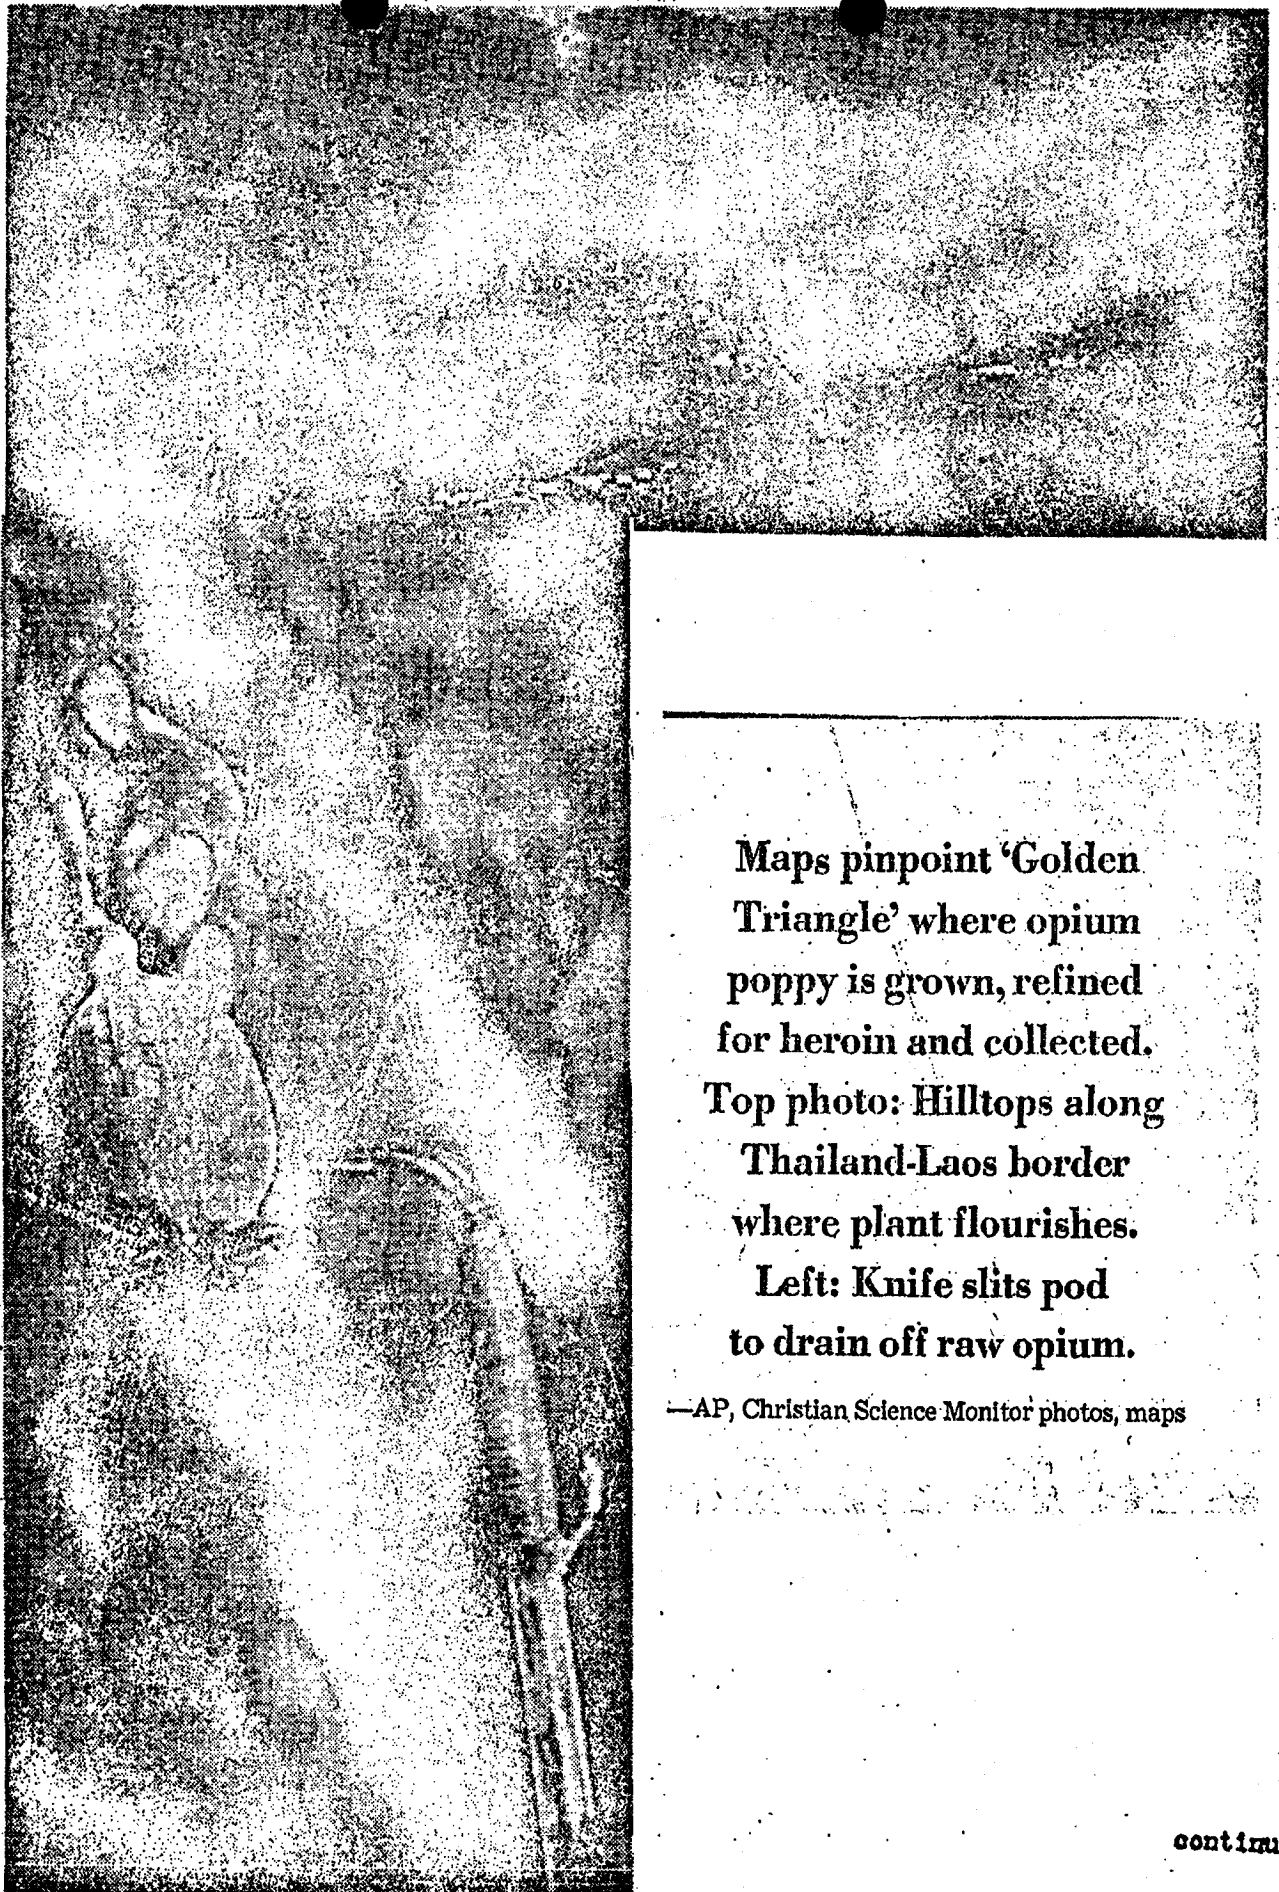 Maps pinpoint ‘Golden
Triangle’ where opium
poppy is grown, refined
for heroin and collected.
Top photo: Hilltops along
Thailand-Laos border
where plant flourishes.
Left: Knife slits pod
to drain off raw opium.
—AP, Christian Science Monitor photos, maps
continu